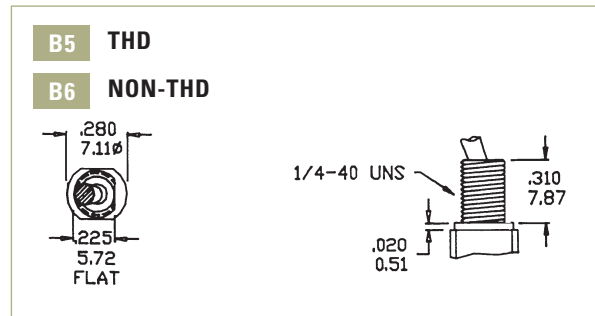 B5 THD
B6 NON-THD
.280
7.11ø
.225
5.72
FLAT
1/4-40 UNS
.310
7.87
.020
0.51